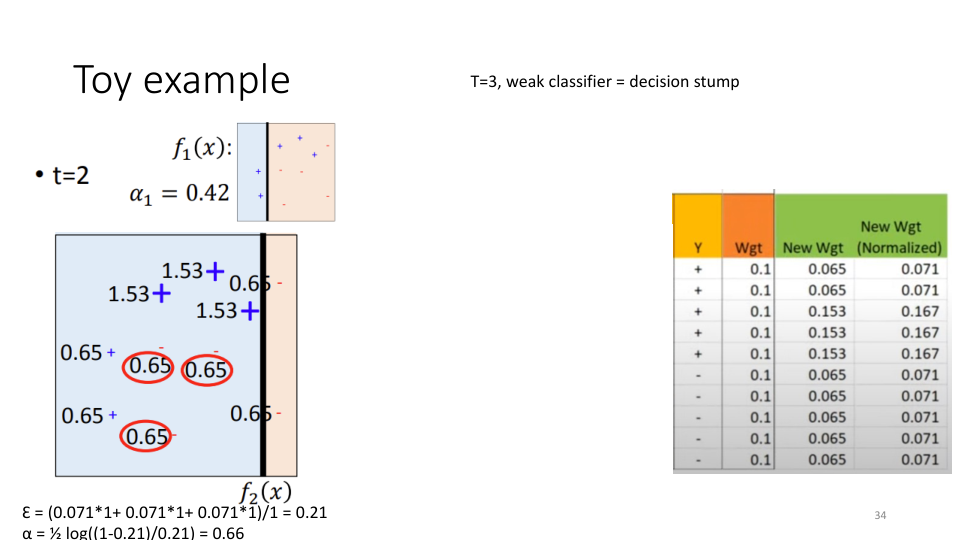 Toy example
T=3, weak classifier = decision stump
• t=2
f₁(x):
α₁ = 0.42
+ + + - + - - + - -
1.53+
0.65 -
1.53+
1.53+
0.65 +
-
0.65
-
0.65
0.65 +
0.65 -
0.65 -
f₂(x)
Ɛ = (0.071*1+ 0.071*1+ 0.071*1)/1 = 0.21
α = ½ log((1-0.21)/0.21) = 0.66
Y Wgt New Wgt New Wgt (Normalized)
+ 0.1 0.065 0.071
+ 0.1 0.065 0.071
+ 0.1 0.153 0.167
+ 0.1 0.153 0.167
+ 0.1 0.153 0.167
- 0.1 0.065 0.071
- 0.1 0.065 0.071
- 0.1 0.065 0.071
- 0.1 0.065 0.071
- 0.1 0.065 0.071
34